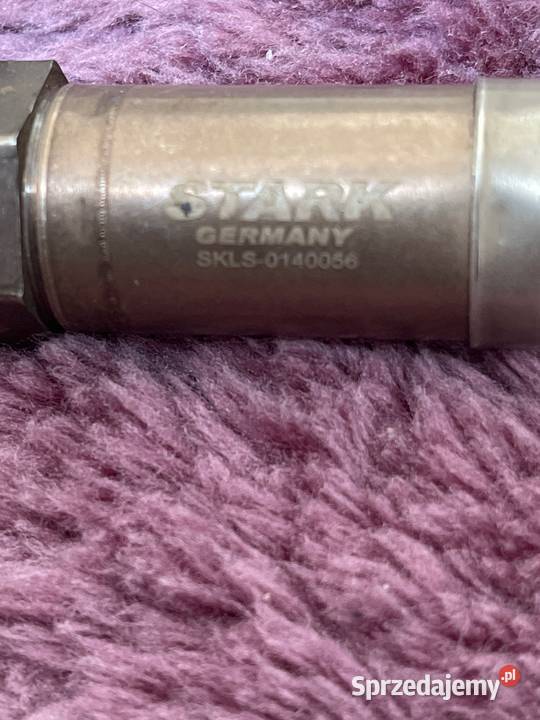 STARK
GERMANY
SKLS-0140056
Sprzedajemy.pl